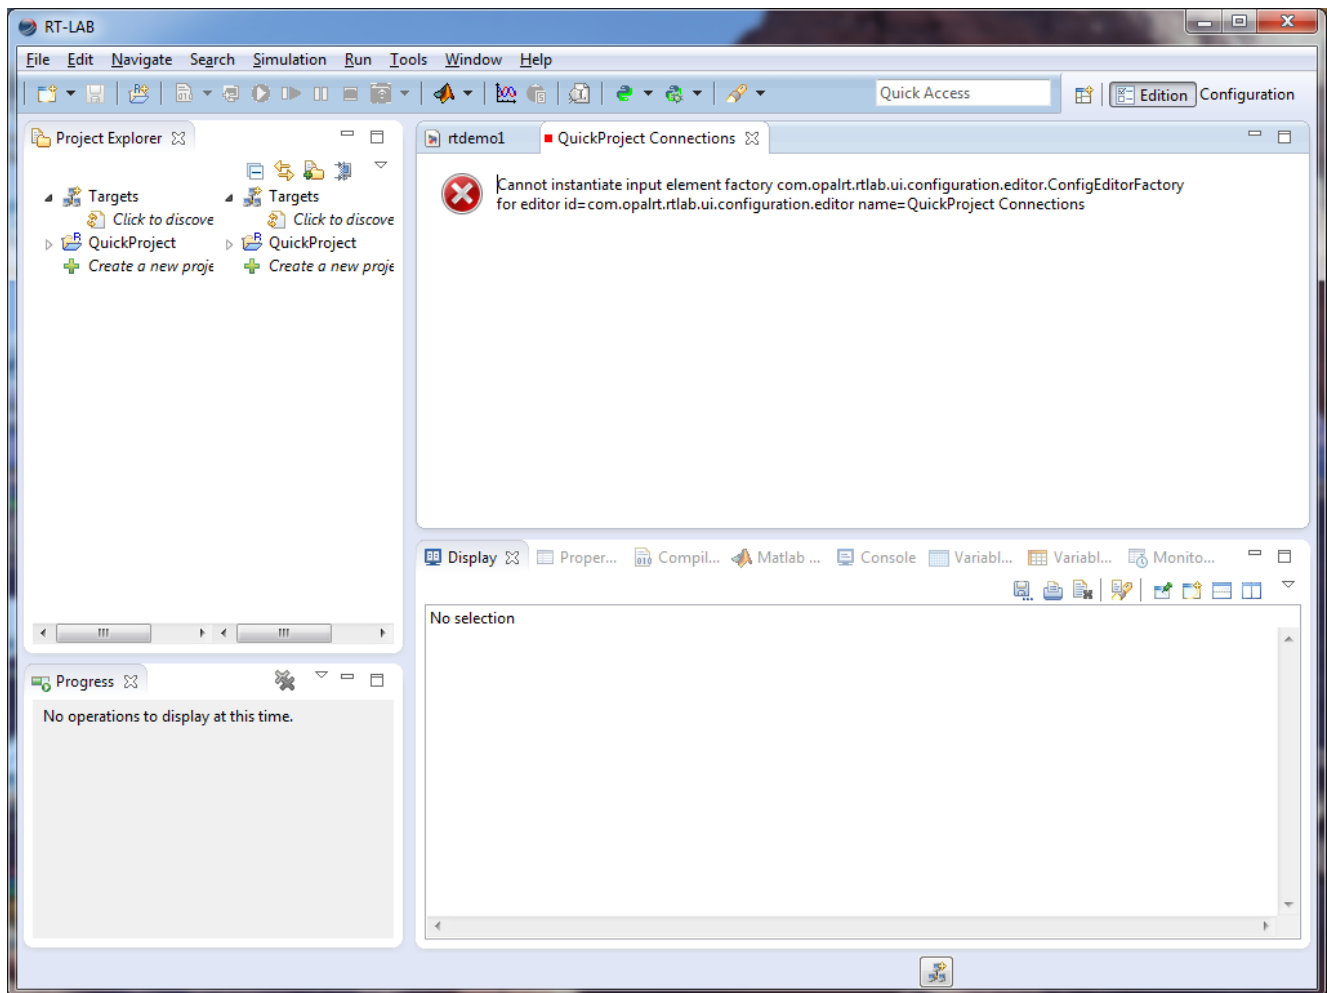 RT-LAB
File Edit Navigate Search Simulation Run Tools Window Help
Quick Access
Edition Configuration
Project Explorer
Targets
Click to discove
QuickProject
Create a new proje
Targets
Click to discove
QuickProject
Create a new proje
rtdemo1 QuickProject Connections
Cannot instantiate input element factory com.opalrt.rtlab.ui.configuration.editor.ConfigEditorFactory
for editor id=com.opalrt.rtlab.ui.configuration.editor name=QuickProject Connections
Display Proper... Compil... Matlab ... Console Variabl... Variabl... Monito...
No selection
Progress
No operations to display at this time.